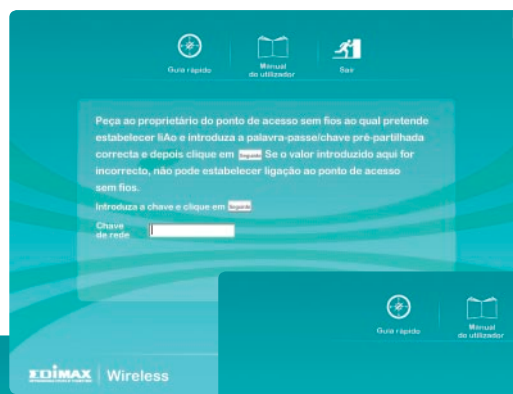 Guia rápido
Manual
do utilizador
Sair
Peça ao proprietário do ponto de acesso sem fios ao qual pretende
estabelecer liAo e introduza a palavra-passe/chave pré-partilhada
correcta e depois clique em Seguinte Se o valor introduzido aqui for
incorrecto, não pode estabelecer ligação ao ponto de acesso
sem fios.
Introduza a chave e clique em Seguinte
Chave
de rede
Guia rápido
Manual
do utilizador
EDIMAX Wireless